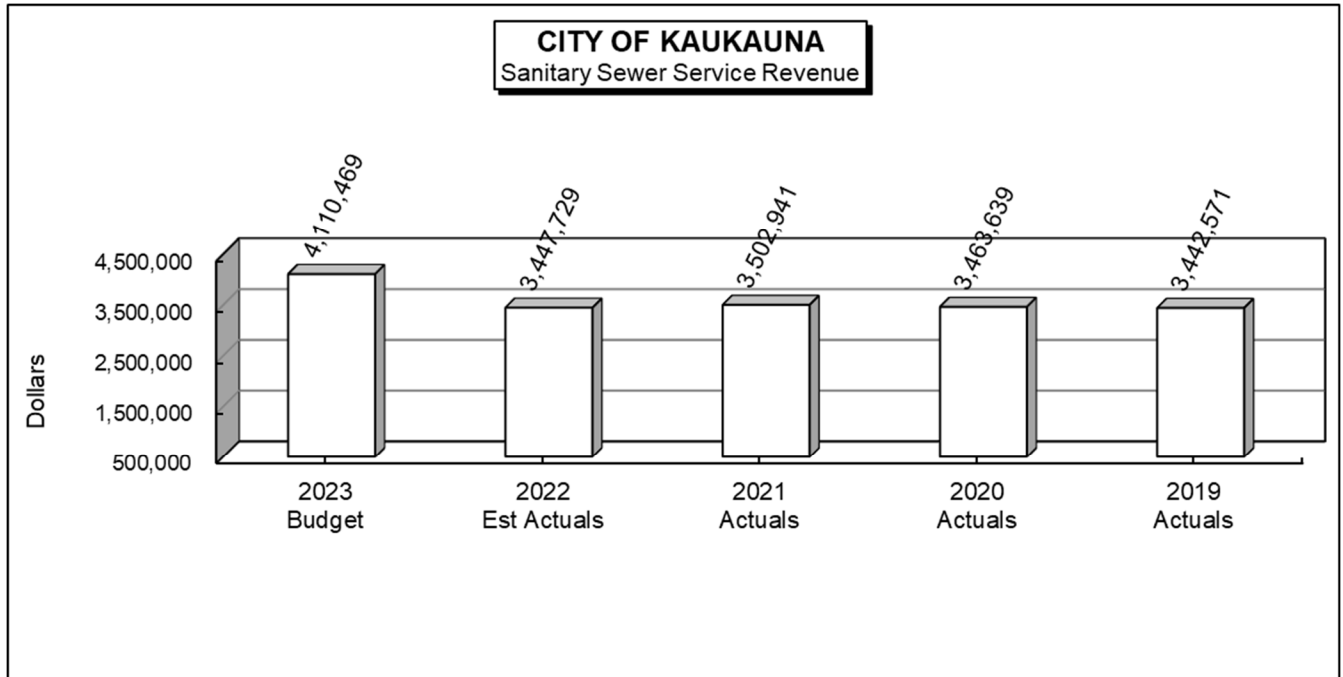 CITY OF KAUKAUNA
Sanitary Sewer Service Revenue
4,110,469
3,447,729
3,502,941
3,463,639
3,442,571
Dollars
4,500,000
3,500,000
2,500,000
1,500,000
500,000
2023
Budget
2022
Est Actuals
2021
Actuals
2020
Actuals
2019
Actuals